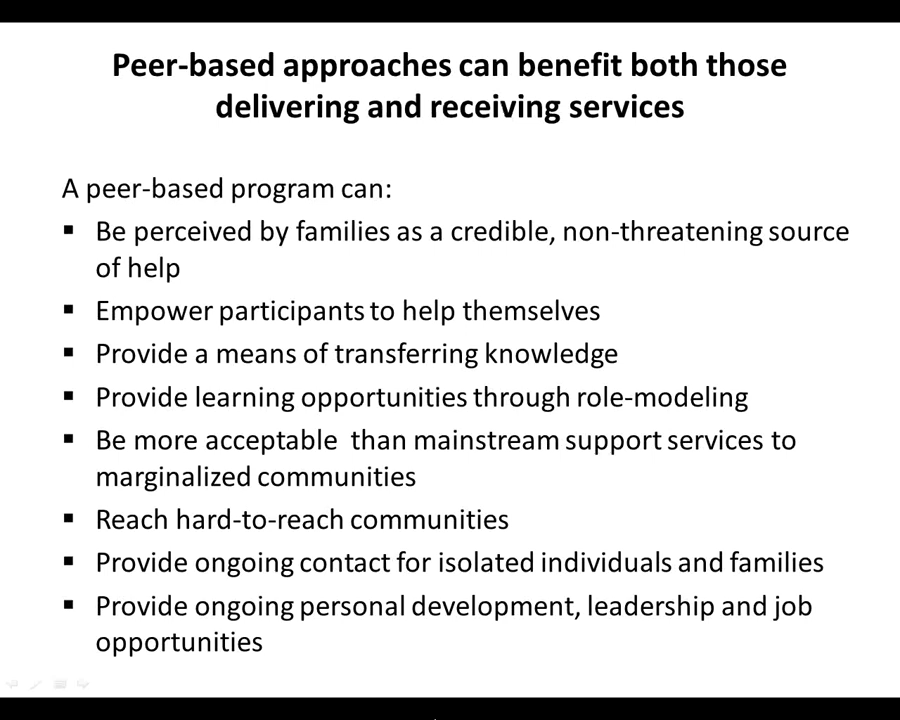 Peer-based approaches can benefit both those
delivering and receiving services
A peer-based program can:
▪ Be perceived by families as a credible, non-threatening source
of help
▪ Empower participants to help themselves
▪ Provide a means of transferring knowledge
▪ Provide learning opportunities through role-modeling
▪ Be more acceptable  than mainstream support services to
marginalized communities
▪ Reach hard-to-reach communities
▪ Provide ongoing contact for isolated individuals and families
▪ Provide ongoing personal development, leadership and job
opportunities